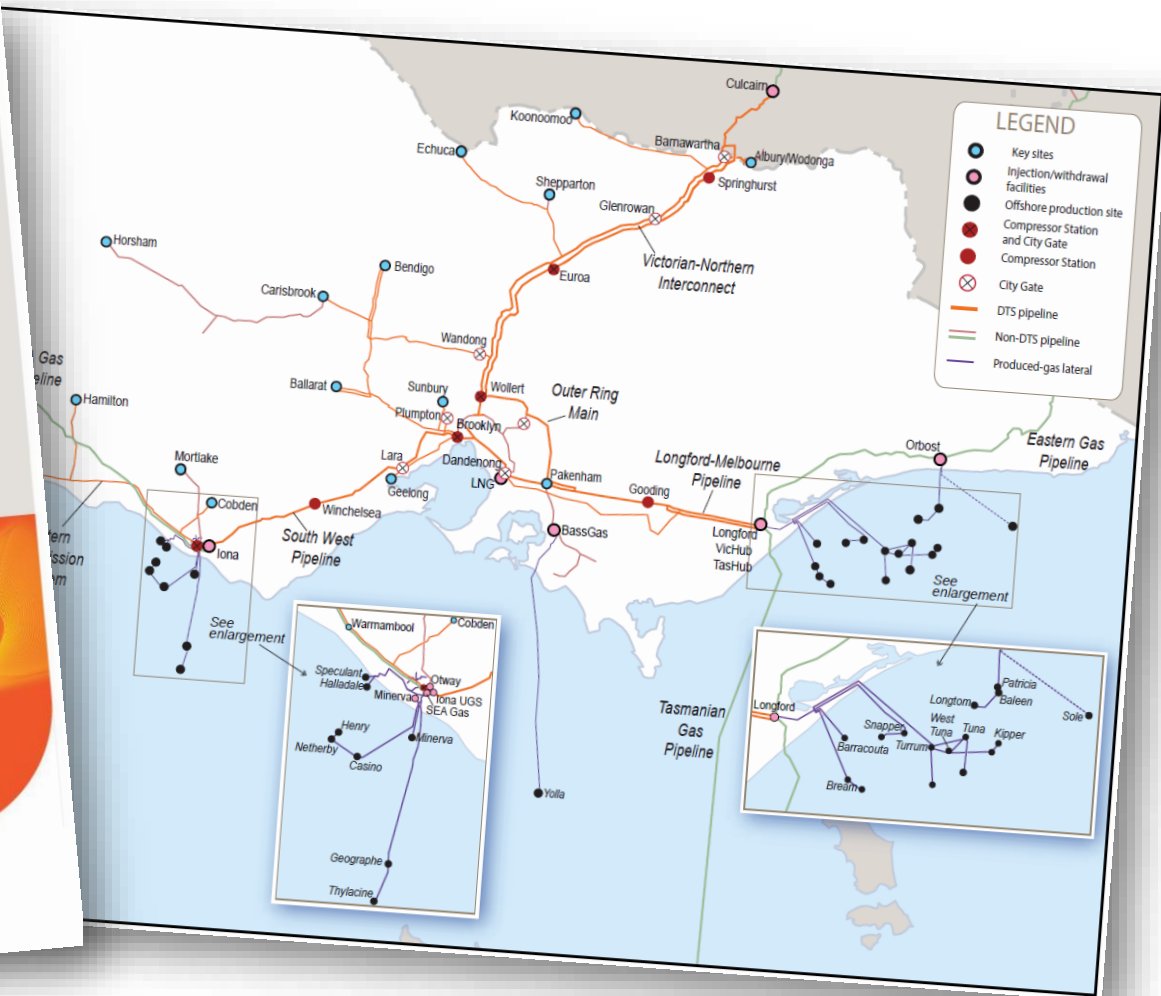 Culcairn
Koonoomoo
Barnawartha
Echuca
Albury/Wodonga
Springhurst
Shepparton
Glenrowan
Horsham
Victorian-Northern
Interconnect
Bendigo
Euroa
Carisbrook
Wandong
Gas
eline
Ballarat
Sunbury
Wollert
Outer Ring
Main
Hamilton
Plumpton
Brooklyn
Orbost
Eastern Gas
Pipeline
Mortlake
Lara
Dandenong
LNG
Pakenham
Longford-Melbourne
Pipeline
Geelong
Gooding
Cobden
Winchelsea
South West
Pipeline
BassGas
Longford
VicHub
TasHub
Iona
tern
ssion
m
See
enlargement
See
enlargement
Tasmanian
Gas
Pipeline
Yolla
LEGEND
Key sites
Injection/withdrawal
facilities
Offshore production site
Compressor Station
and City Gate
Compressor Station
City Gate
DTS pipeline
Non-DTS pipeline
Produced-gas lateral
Warrnambool
Cobden
Speculant
Halladale
Otway
Minerva
Iona UGS
SEA Gas
Henry
Minerva
Netherby
Casino
Geographe
Thylacine
Longford
Patricia
Baleen
Longtom
Sole
Snapper
West
Tuna
Tuna
Kipper
Turrum
Barracouta
Bream